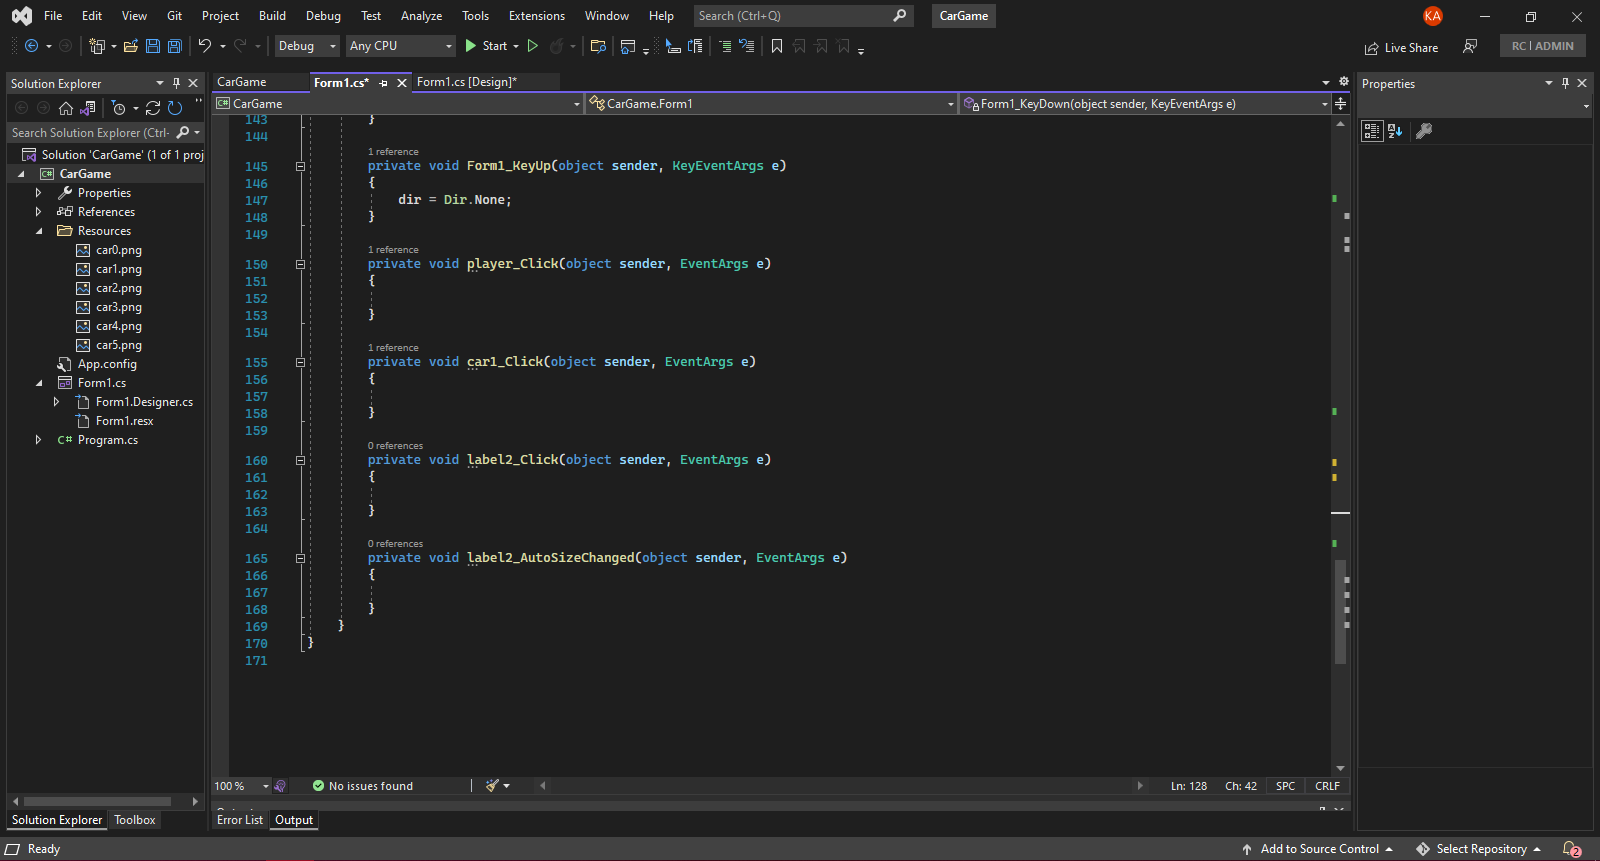 File Edit View Git Project Build Debug Test Analyze Tools Extensions Window Help Search (Ctrl+Q) CarGame KA
Debug Any CPU Start Live Share RC | ADMIN
Solution Explorer
Search Solution Explorer (Ctrl-
Solution 'CarGame' (1 of 1 proj
CarGame
Properties
References
Resources
car0.png
car1.png
car2.png
car3.png
car4.png
car5.png
App.config
Form1.cs
Form1.Designer.cs
Form1.resx
C# Program.cs
Solution Explorer Toolbox
CarGame Form1.cs* Form1.cs [Design]*
C# CarGame CarGame.Form1 Form1_KeyDown(object sender, KeyEventArgs e)
143 }
144
1 reference
145 private void Form1_KeyUp(object sender, KeyEventArgs e)
146 {
147 dir = Dir.None;
148 }
149
1 reference
150 private void player_Click(object sender, EventArgs e)
151 {
152
153 }
154
1 reference
155 private void car1_Click(object sender, EventArgs e)
156 {
157
158 }
159
0 references
160 private void label2_Click(object sender, EventArgs e)
161 {
162
163 }
164
0 references
165 private void label2_AutoSizeChanged(object sender, EventArgs e)
166 {
167
168 }
169 }
170 }
171
100 % No issues found Ln: 128 Ch: 42 SPC CRLF
Error List Output
Properties
Ready Add to Source Control Select Repository 2